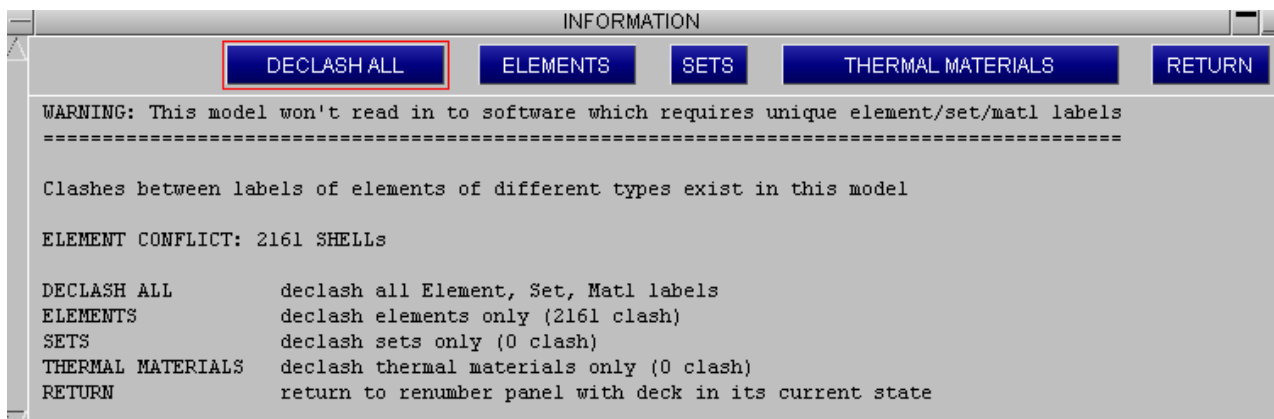 INFORMATION
DECLASH ALL ELEMENTS SETS THERMAL MATERIALS RETURN
WARNING: This model won't read in to software which requires unique element/set/matl labels
===========================================================================================
Clashes between labels of elements of different types exist in this model
ELEMENT CONFLICT: 2161 SHELLs
DECLASH ALL declash all Element, Set, Matl labels
ELEMENTS declash elements only (2161 clash)
SETS declash sets only (0 clash)
THERMAL MATERIALS declash thermal materials only (0 clash)
RETURN return to renumber panel with deck in its current state